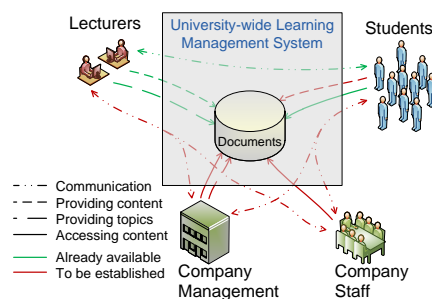 Lecturers
University-wide Learning
Management System
Students
Documents
Communication
Providing content
Providing topics
Accessing content
Already available
To be established
Company
Management
Company
Staff